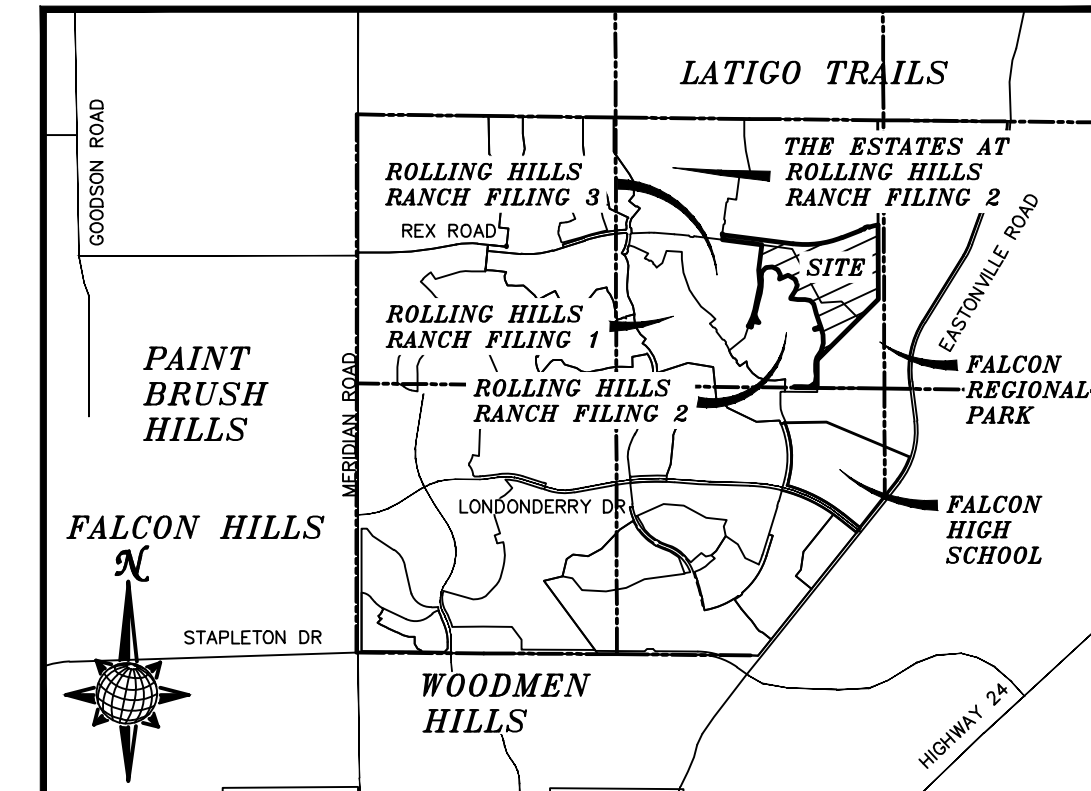 LATIGO TRAILS
THE ESTATES AT
ROLLING HILLS
RANCH FILING 2
ROLLING HILLS
RANCH FILING 3
GOODSON ROAD
REX ROAD
EASTONVILLE ROAD
SITE
ROLLING HILLS
RANCH FILING 1
PAINT
BRUSH
HILLS
MERIDIAN ROAD
FALCON
REGIONAL
PARK
ROLLING HILLS
RANCH FILING 2
LONDONDERRY DR
FALCON
HIGH
SCHOOL
FALCON HILLS
N
STAPLETON DR
WOODMEN
HILLS
HIGHWAY 24